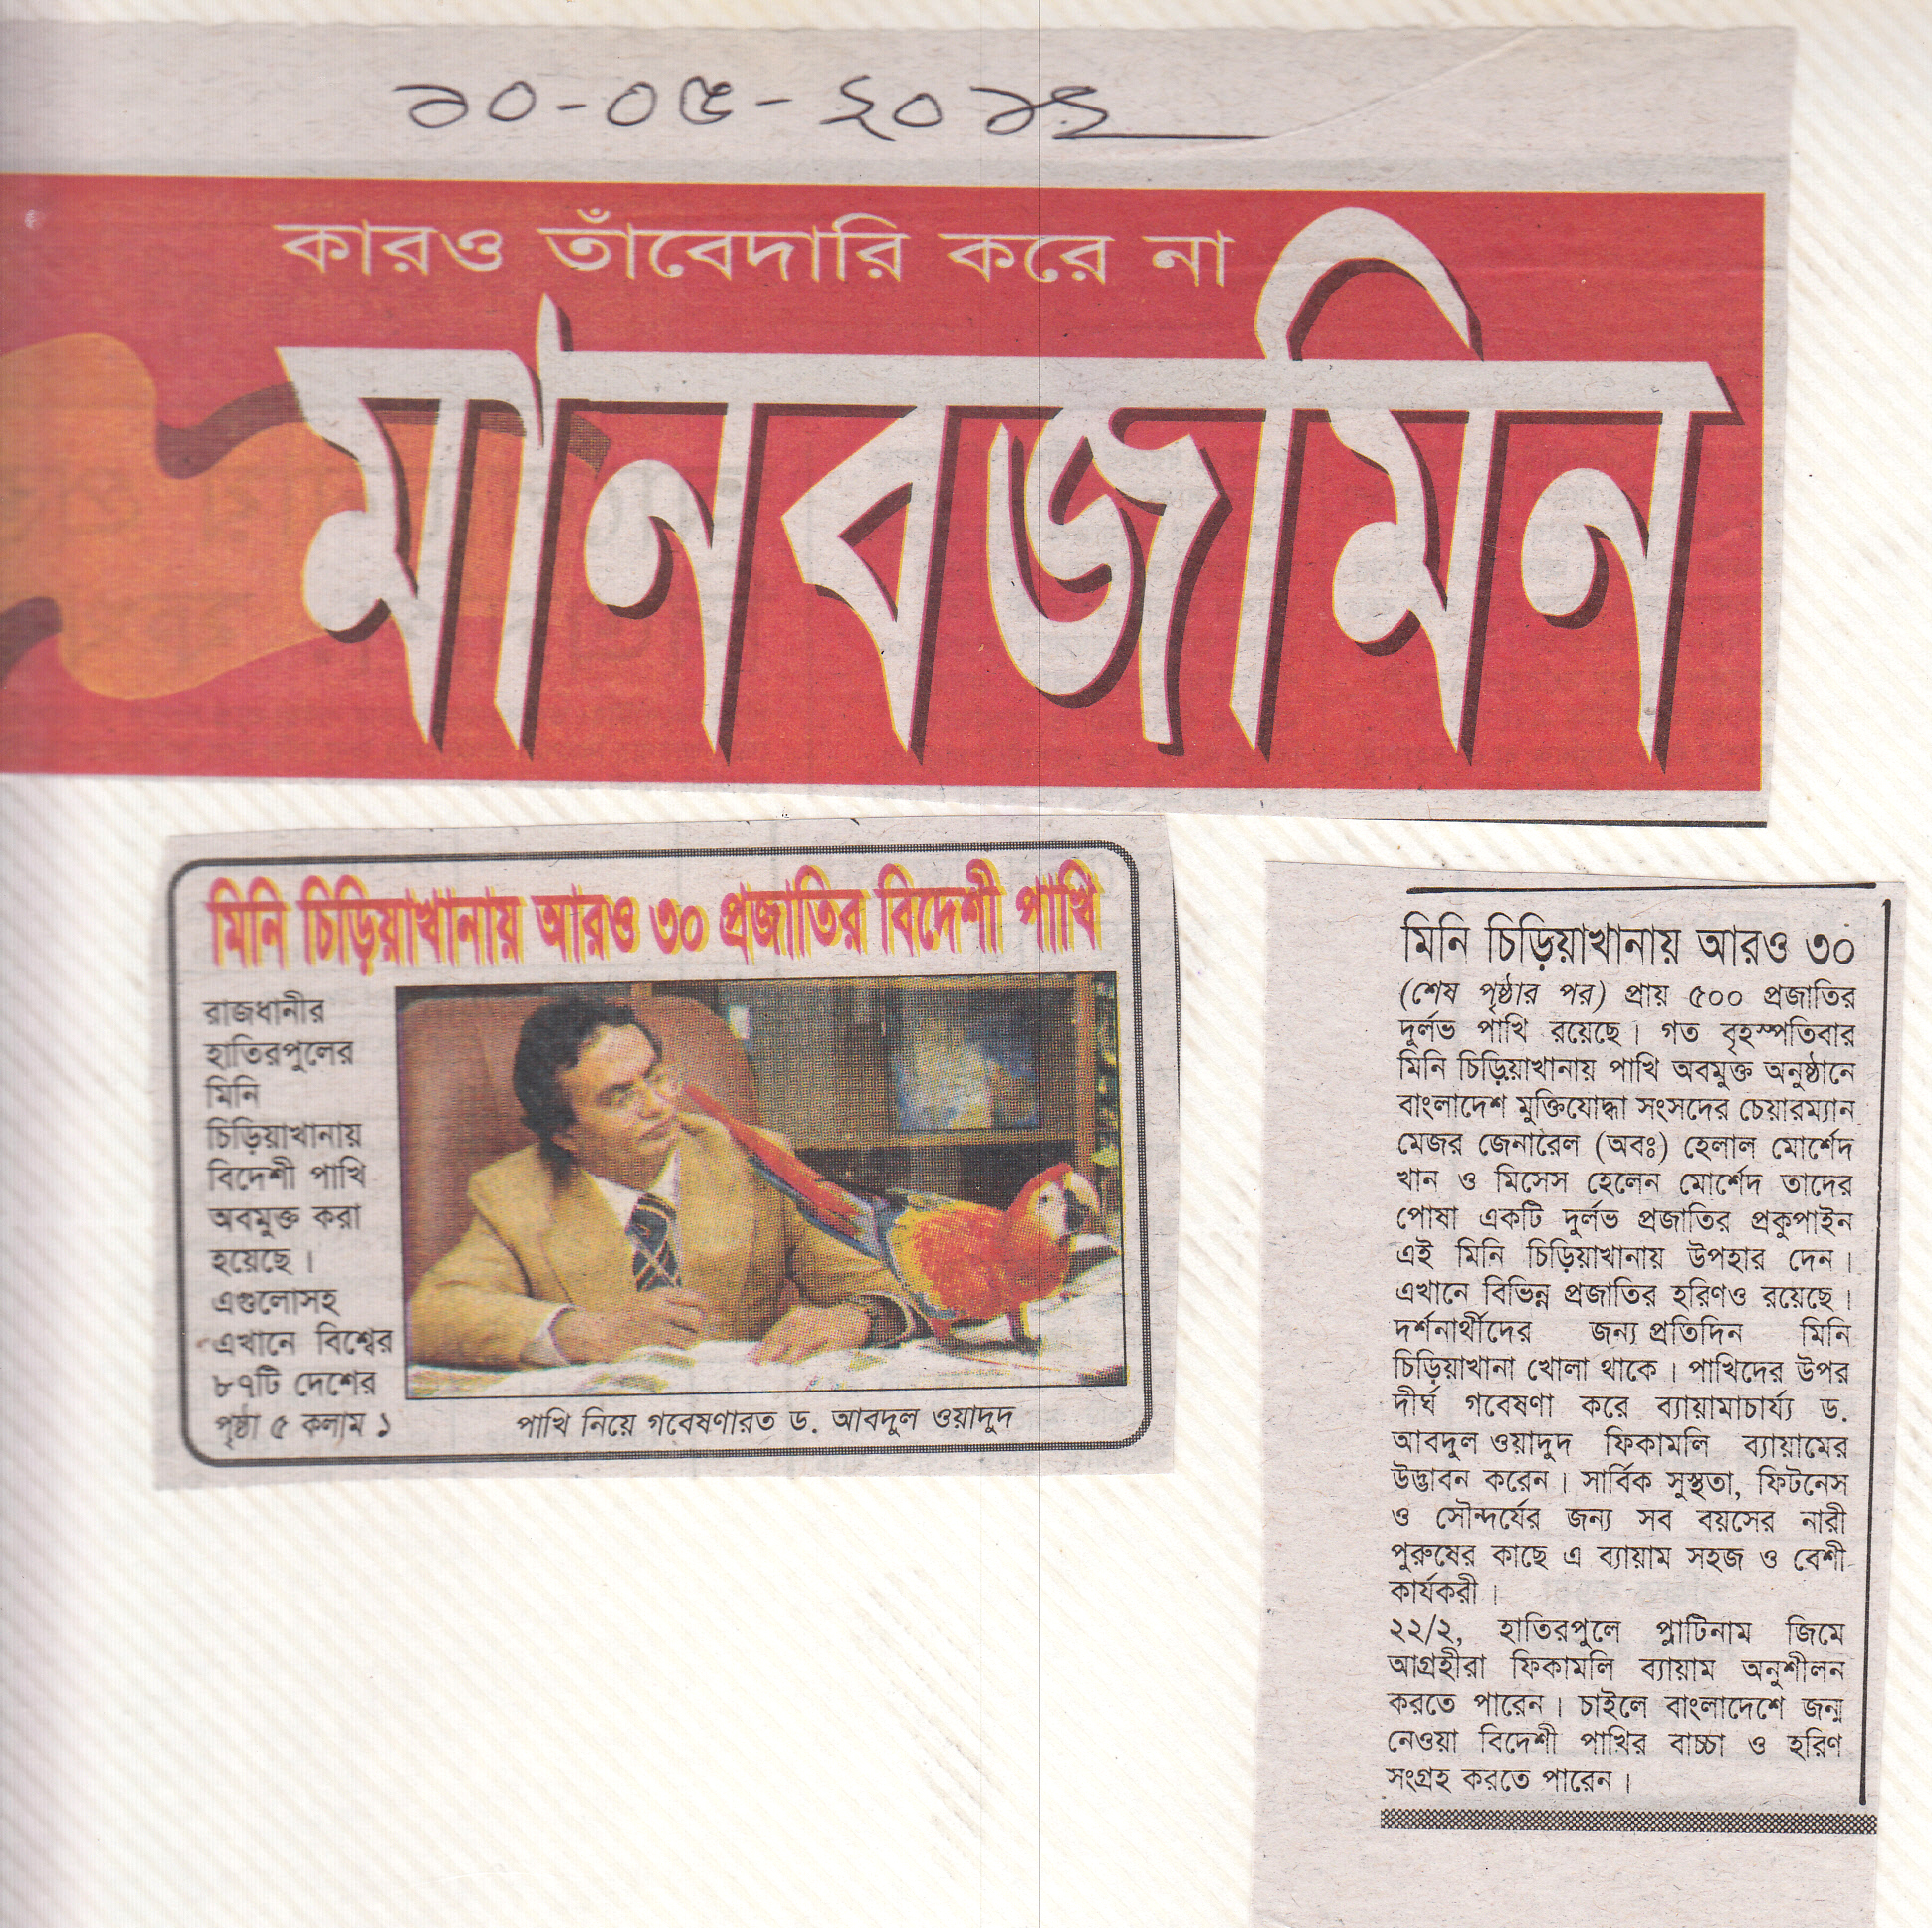 ১০-০৫-২০১২
কারও তাঁবেদারি করে না
মানবজমিন
মিনি চিড়িয়াখানায় আরও ৩০ প্রজাতির বিদেশী পাখি
রাজধানীর
হাতিরপুলের
মিনি
চিড়িয়াখানায়
বিদেশী পাখি
অবমুক্ত করা
হয়েছে।
এগুলোসহ
এখানে বিশ্বের
৮৭টি দেশের
পৃষ্ঠা ৫ কলাম ১
পাখি নিয়ে গবেষণারত ড. আবদুল ওয়াদুদ
মিনি চিড়িয়াখানায় আরও ৩০
(শেষ পৃষ্ঠার পর) প্রায় ৫০০ প্রজাতির
দুর্লভ পাখি রয়েছে। গত বৃহস্পতিবার
মিনি চিড়িয়াখানায় পাখি অবমুক্ত অনুষ্ঠানে
বাংলাদেশ মুক্তিযোদ্ধা সংসদের চেয়ারম্যান
মেজর জেনারেল (অবঃ) হেলাল মোর্শেদ
খান ও মিসেস হেলেন মোর্শেদ তাদের
পোষা একটি দুর্লভ প্রজাতির প্রকুপাইন
এই মিনি চিড়িয়াখানায় উপহার দেন।
এখানে বিভিন্ন প্রজাতির হরিণও রয়েছে।
দর্শনার্থীদের জন্য প্রতিদিন মিনি
চিড়িয়াখানা খোলা থাকে। পাখিদের উপর
দীর্ঘ গবেষণা করে ব্যায়ামাচার্য্য ড.
আবদুল ওয়াদুদ ফিকামলি ব্যায়ামের
উদ্ভাবন করেন। সার্বিক সুস্থতা, ফিটনেস
ও সৌন্দর্যের জন্য সব বয়সের নারী
পুরুষের কাছে এ ব্যায়াম সহজ ও বেশী
কার্যকরী।
২২/২, হাতিরপুলে প্লাটিনাম জিমে
আগ্রহীরা ফিকামলি ব্যায়াম অনুশীলন
করতে পারেন। চাইলে বাংলাদেশে জন্ম
নেওয়া বিদেশী পাখির বাচ্চা ও হরিণ
সংগ্রহ করতে পারেন।